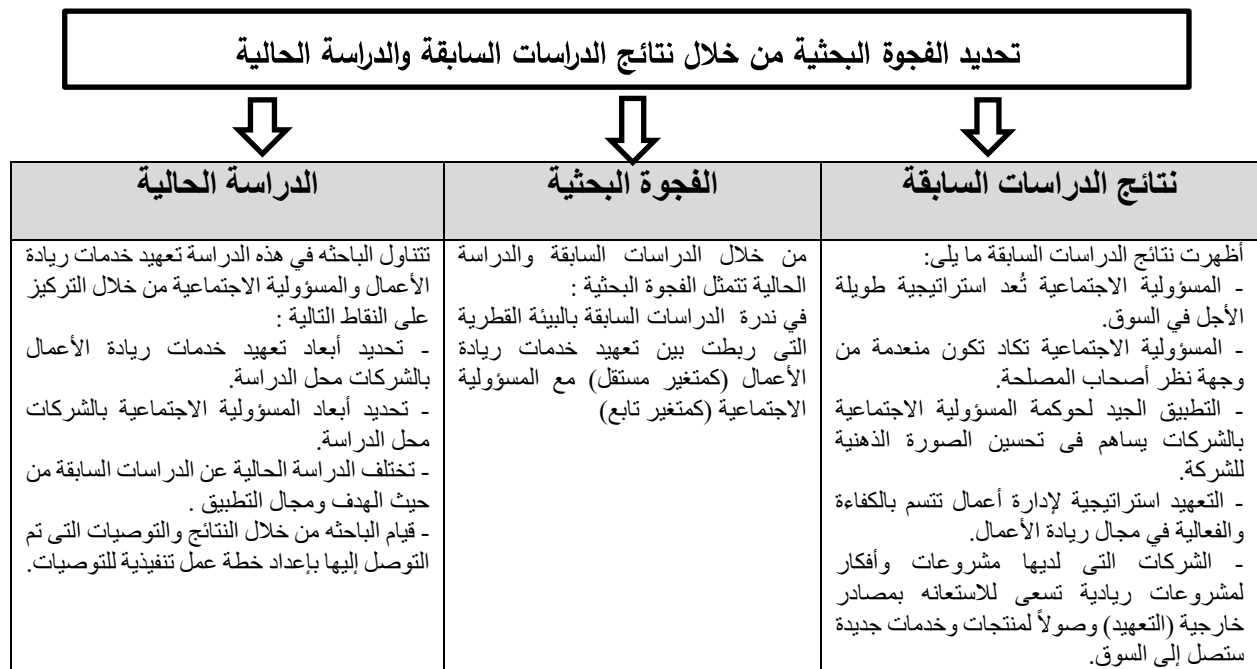 تحديد الفجوة البحثية من خلال نتائج الدراسات السابقة والدراسة الحالية
نتائج الدراسات السابقة
أظهرت نتائج الدراسات السابقة ما يلى:
- المسؤولية الاجتماعية تُعد استراتيجية طويلة
الأجل في السوق.
- المسؤولية الاجتماعية تكاد تكون منعدمة من
وجهة نظر أصحاب المصلحة.
- التطبيق الجيد لحوكمة المسؤولية الاجتماعية
بالشركات يساهم فى تحسين الصورة الذهنية
للشركة.
- التعهيد استراتيجية لإدارة أعمال تتسم بالكفاءة
والفعالية في مجال ريادة الأعمال.
- الشركات التى لديها مشروعات وأفكار
لمشروعات ريادية تسعى للاستعانه بمصادر
خارجية (التعهيد) وصولاً لمنتجات وخدمات جديدة
ستصل إلى السوق.
الفجوة البحثية
من خلال الدراسات السابقة والدراسة
الحالية تتمثل الفجوة البحثية :
في ندرة الدراسات السابقة بالبيئة القطرية
التى ربطت بين تعهيد خدمات ريادة
الأعمال (كمتغير مستقل) مع المسؤولية
الاجتماعية (كمتغير تابع)
الدراسة الحالية
تتناول الباحثه في هذه الدراسة تعهيد خدمات ريادة
الأعمال والمسؤولية الاجتماعية من خلال التركيز
على النقاط التالية :
- تحديد أبعاد تعهيد خدمات ريادة الأعمال
بالشركات محل الدراسة.
- تحديد أبعاد المسؤولية الاجتماعية بالشركات
محل الدراسة.
- تختلف الدراسة الحالية عن الدراسات السابقة من
حيث الهدف ومجال التطبيق .
- قيام الباحثه من خلال النتائج والتوصيات التى تم
التوصل إليها بإعداد خطة عمل تنفيذية للتوصيات.